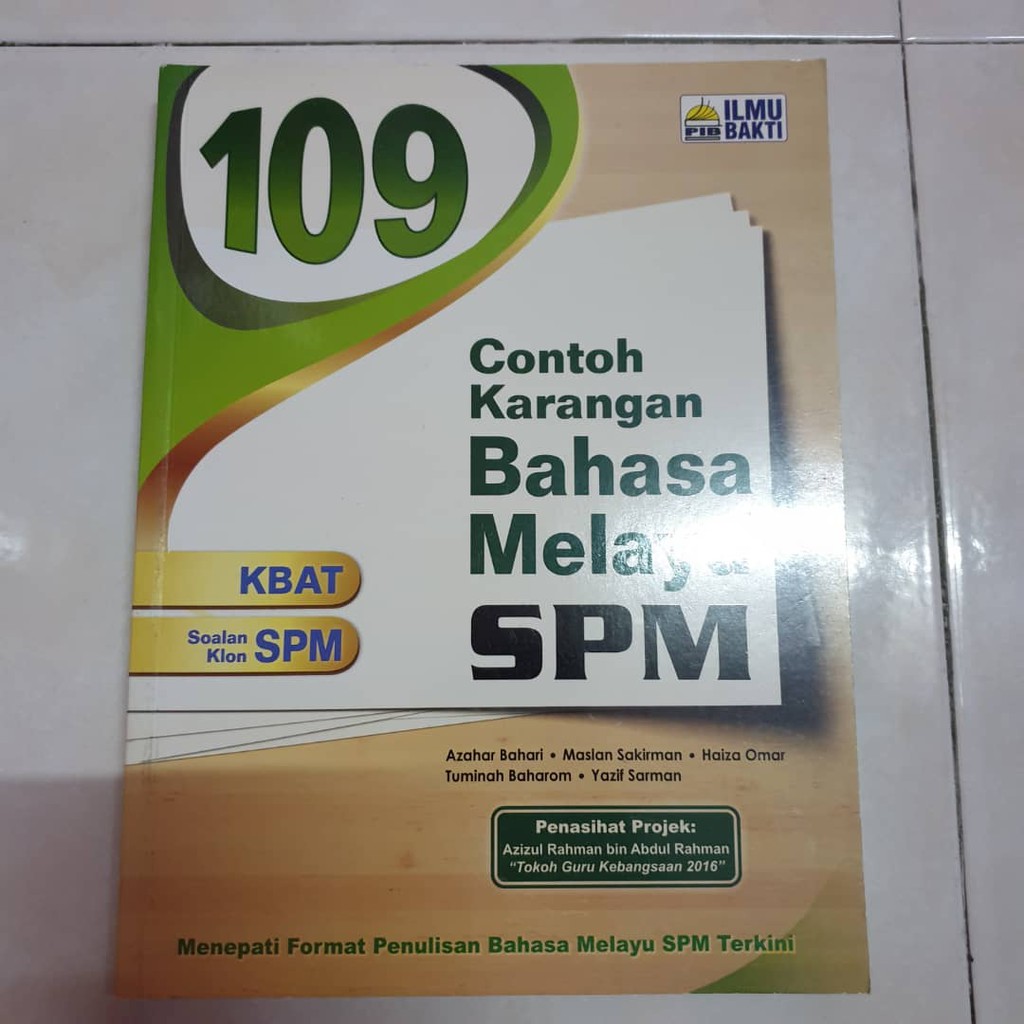 109
PIB
ILMU
BAKTI
Contoh
Karangan
Bahasa
Melayu
SPM
KBAT
Soalan
Klon SPM
Azahar Bahari • Maslan Sakirman • Haiza Omar
Tuminah Baharom • Yazif Sarman
Penasihat Projek:
Azizul Rahman bin Abdul Rahman
"Tokoh Guru Kebangsaan 2016"
Menepati Format Penulisan Bahasa Melayu SPM Terkini